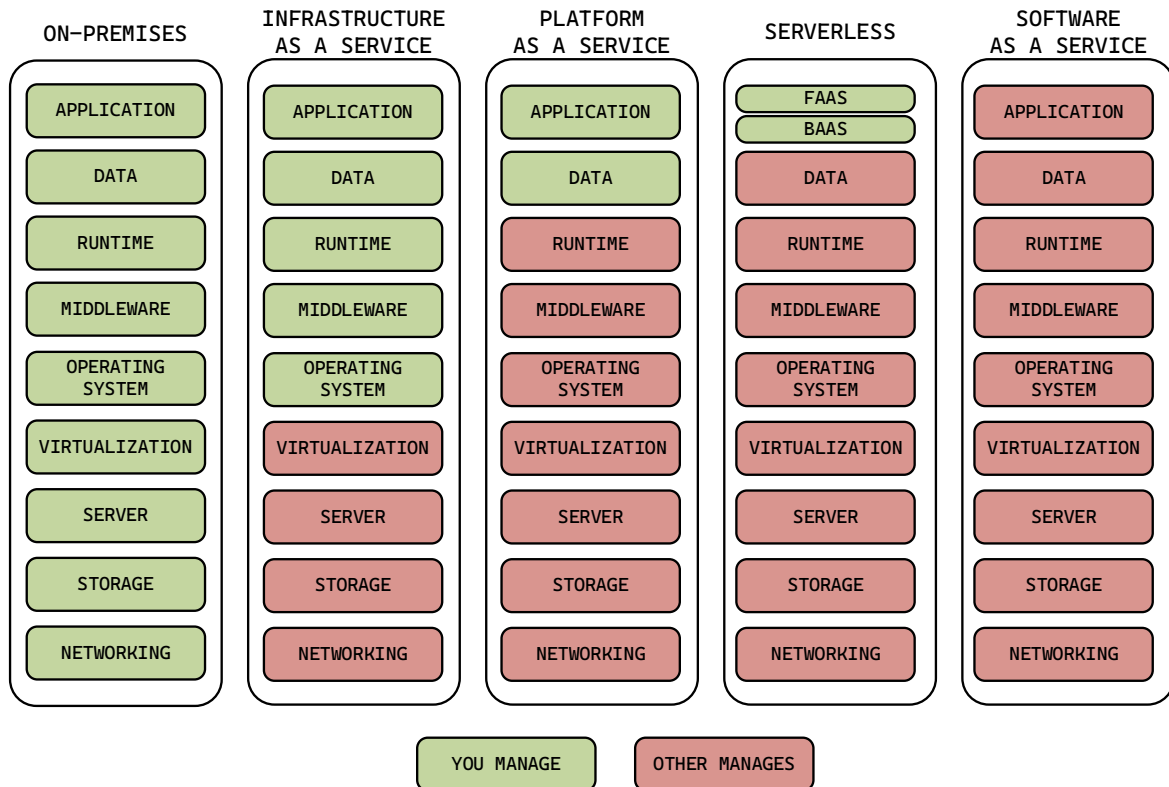 ON-PREMISES
INFRASTRUCTURE
AS A SERVICE
PLATFORM
AS A SERVICE
SERVERLESS
SOFTWARE
AS A SERVICE
APPLICATION
DATA
RUNTIME
MIDDLEWARE
OPERATING
SYSTEM
VIRTUALIZATION
SERVER
STORAGE
NETWORKING
APPLICATION
DATA
RUNTIME
MIDDLEWARE
OPERATING
SYSTEM
VIRTUALIZATION
SERVER
STORAGE
NETWORKING
APPLICATION
DATA
RUNTIME
MIDDLEWARE
OPERATING
SYSTEM
VIRTUALIZATION
SERVER
STORAGE
NETWORKING
FAAS
BAAS
DATA
RUNTIME
MIDDLEWARE
OPERATING
SYSTEM
VIRTUALIZATION
SERVER
STORAGE
NETWORKING
APPLICATION
DATA
RUNTIME
MIDDLEWARE
OPERATING
SYSTEM
VIRTUALIZATION
SERVER
STORAGE
NETWORKING
YOU MANAGE
OTHER MANAGES